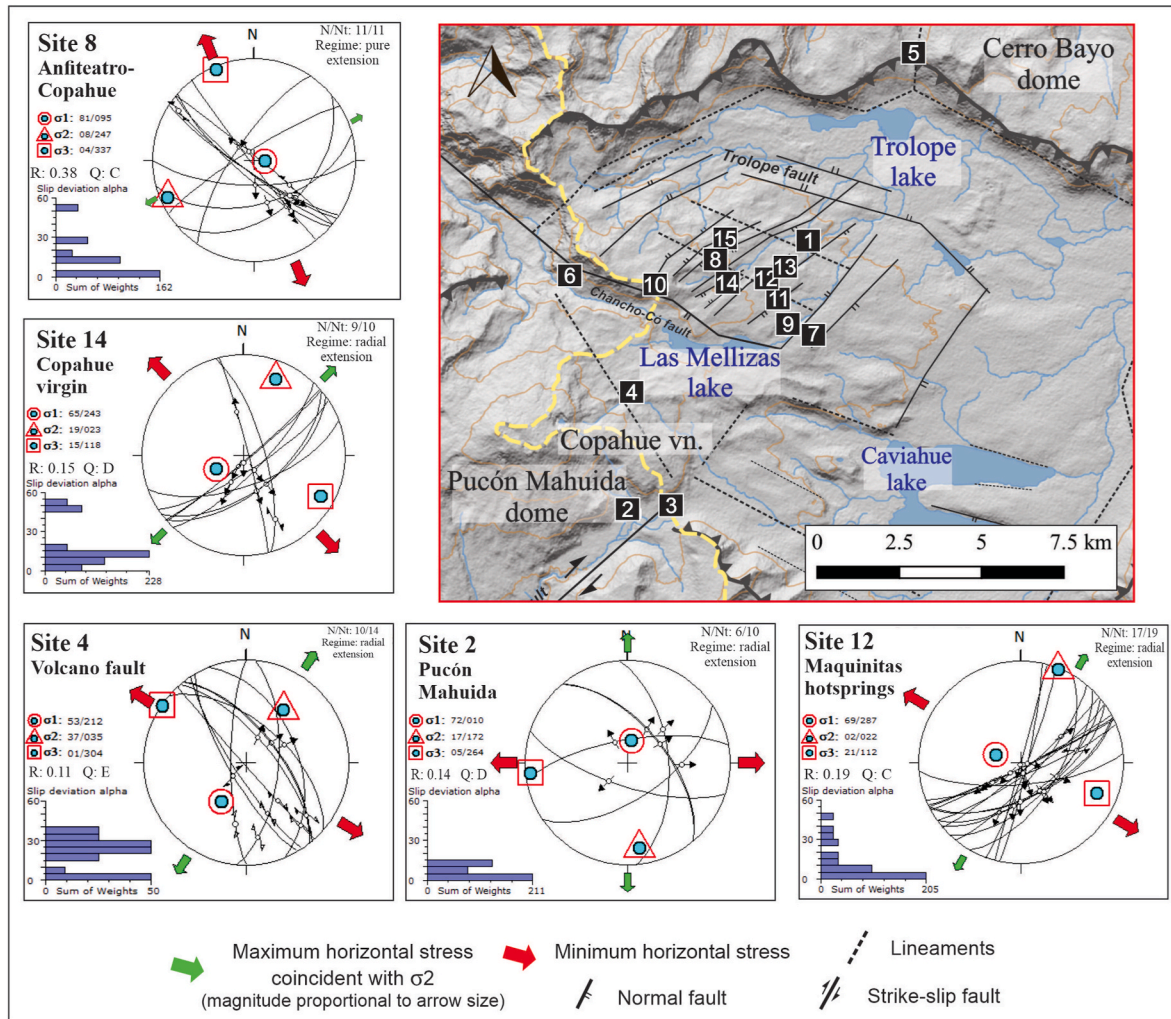 Site 8
Anfiteatro-
Copahue
N
N/Nt: 11/11
Regime: pure
extension
σ1: 81/095
σ2: 08/247
σ3: 04/337
R: 0.38 Q: C
Slip deviation alpha
60
30
0
0 Sum of Weights 162
Site 14
Copahue
virgin
N
N/Nt: 9/10
Regime: radial
extension
σ1: 65/243
σ2: 19/023
σ3: 15/118
R: 0.15 Q: D
Slip deviation alpha
60
30
0
0 Sum of Weights 228
5
Cerro Bayo
dome
Trolope
lake
Trolope fault
15
1
8
13
6
10
14
12
11
9
7
Chancho-Có fault
Las Mellizas
lake
4
Copahue vn.
Pucón Mahuida
dome
2
3
Caviahue
lake
0 2.5 5 7.5 km
ault
Site 4
Volcano fault
N
N/Nt: 10/14
Regime: radial
extension
σ1: 53/212
σ2: 37/035
σ3: 01/304
R: 0.11 Q: E
Slip deviation alpha
60
30
0
0 Sum of Weights 50
Site 2
Pucón
Mahuida
N
N/Nt: 6/10
Regime: radial
extension
σ1: 72/010
σ2: 17/172
σ3: 05/264
R: 0.14 Q: D
Slip deviation alpha
60
30
0
0 Sum of Weights 211
Site 12
Maquinitas
hotsprings
N
N/Nt: 17/19
Regime: radial
extension
σ1: 69/287
σ2: 02/022
σ3: 21/112
R: 0.19 Q: C
Slip deviation alpha
60
30
0
0 Sum of Weights 205
Maximum horizontal stress
coincident with σ2
(magnitude proportional to arrow size)
Minimum horizontal stress
Normal fault
Lineaments
Strike-slip fault